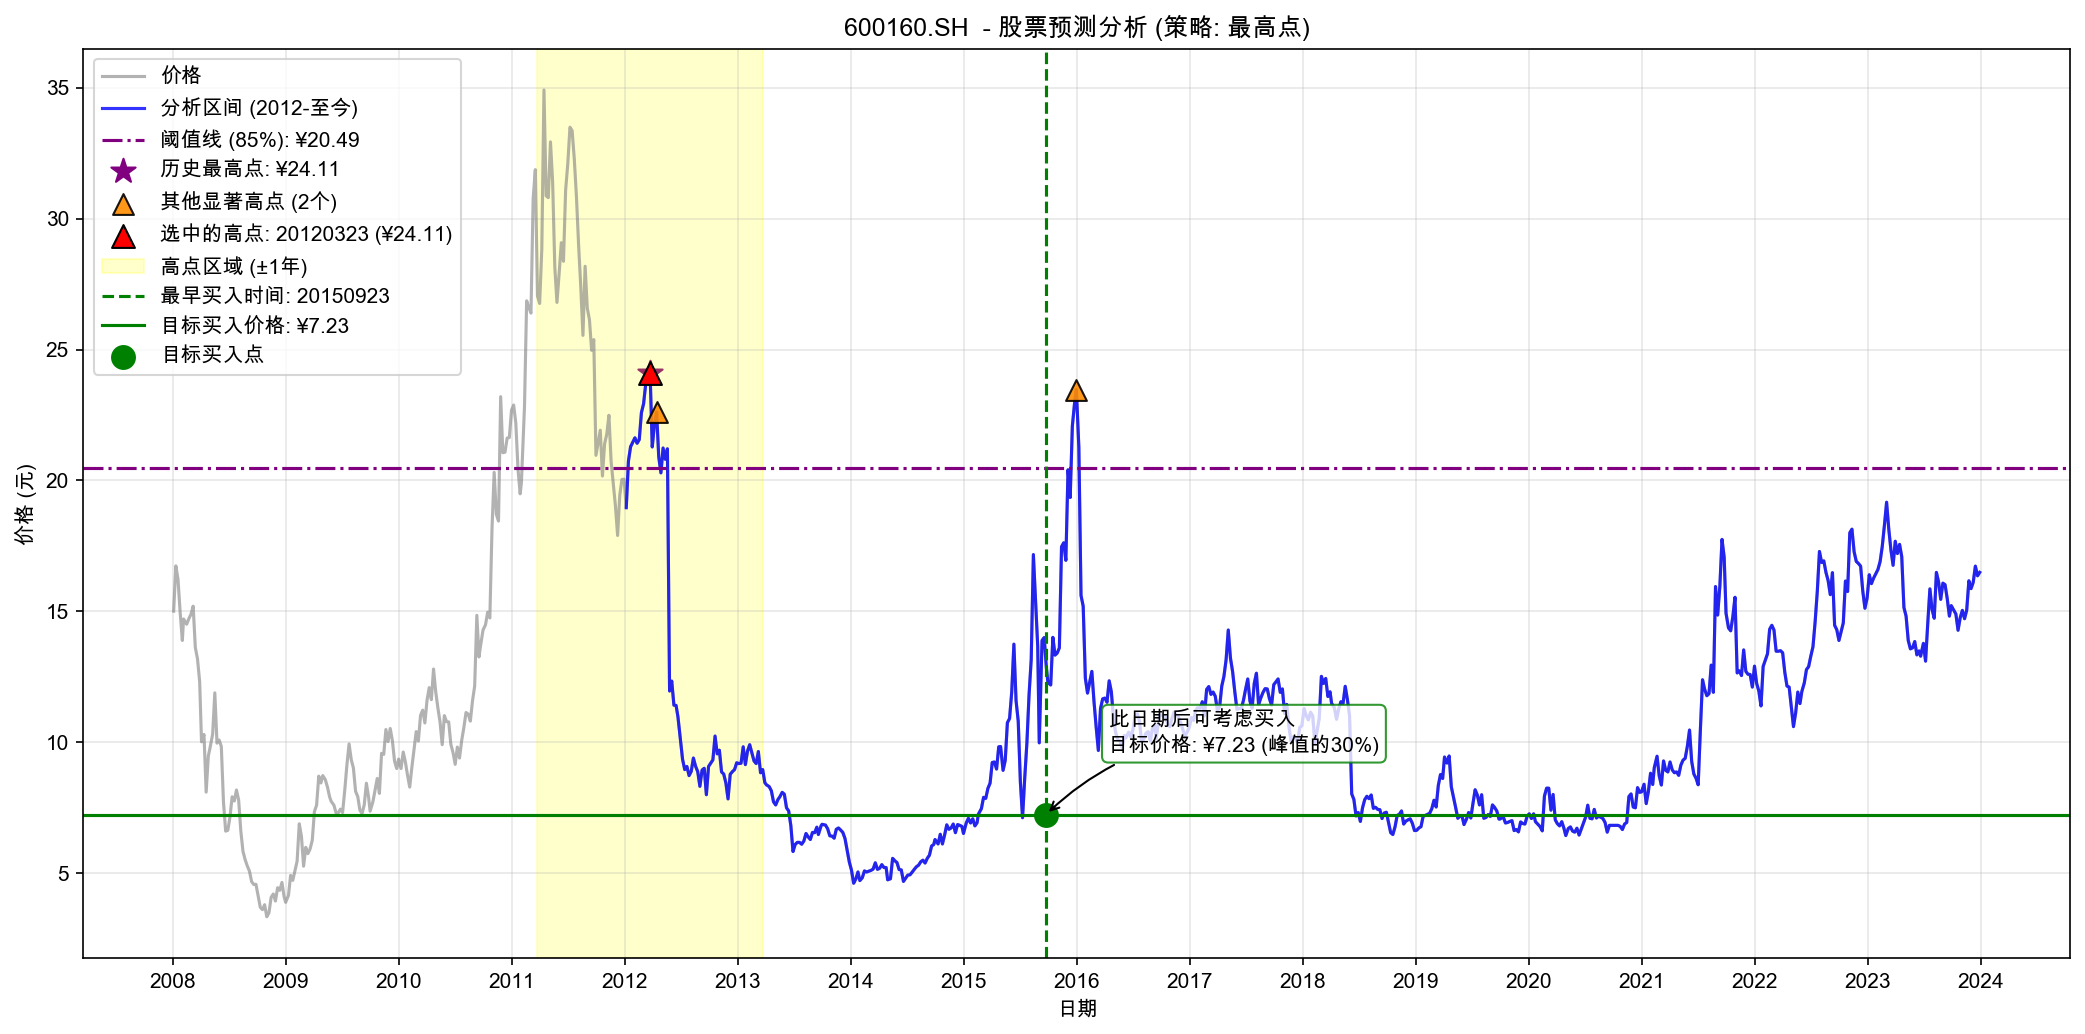 600160.SH - 股票预测分析 (策略: 最高点)
价格
分析区间 (2012-至今)
阈值线 (85%): ¥20.49
历史最高点: ¥24.11
其他显著高点 (2个)
选中的高点: 20120323 (¥24.11)
高点区域 (±1年)
最早买入时间: 20150923
目标买入价格: ¥7.23
目标买入点
价格 (元)
35
30
25
20
15
10
5
此日期后可考虑买入
目标价格: ¥7.23 (峰值的30%)
2008 2009 2010 2011 2012 2013 2014 2015 2016 2017 2018 2019 2020 2021 2022 2023 2024
日期